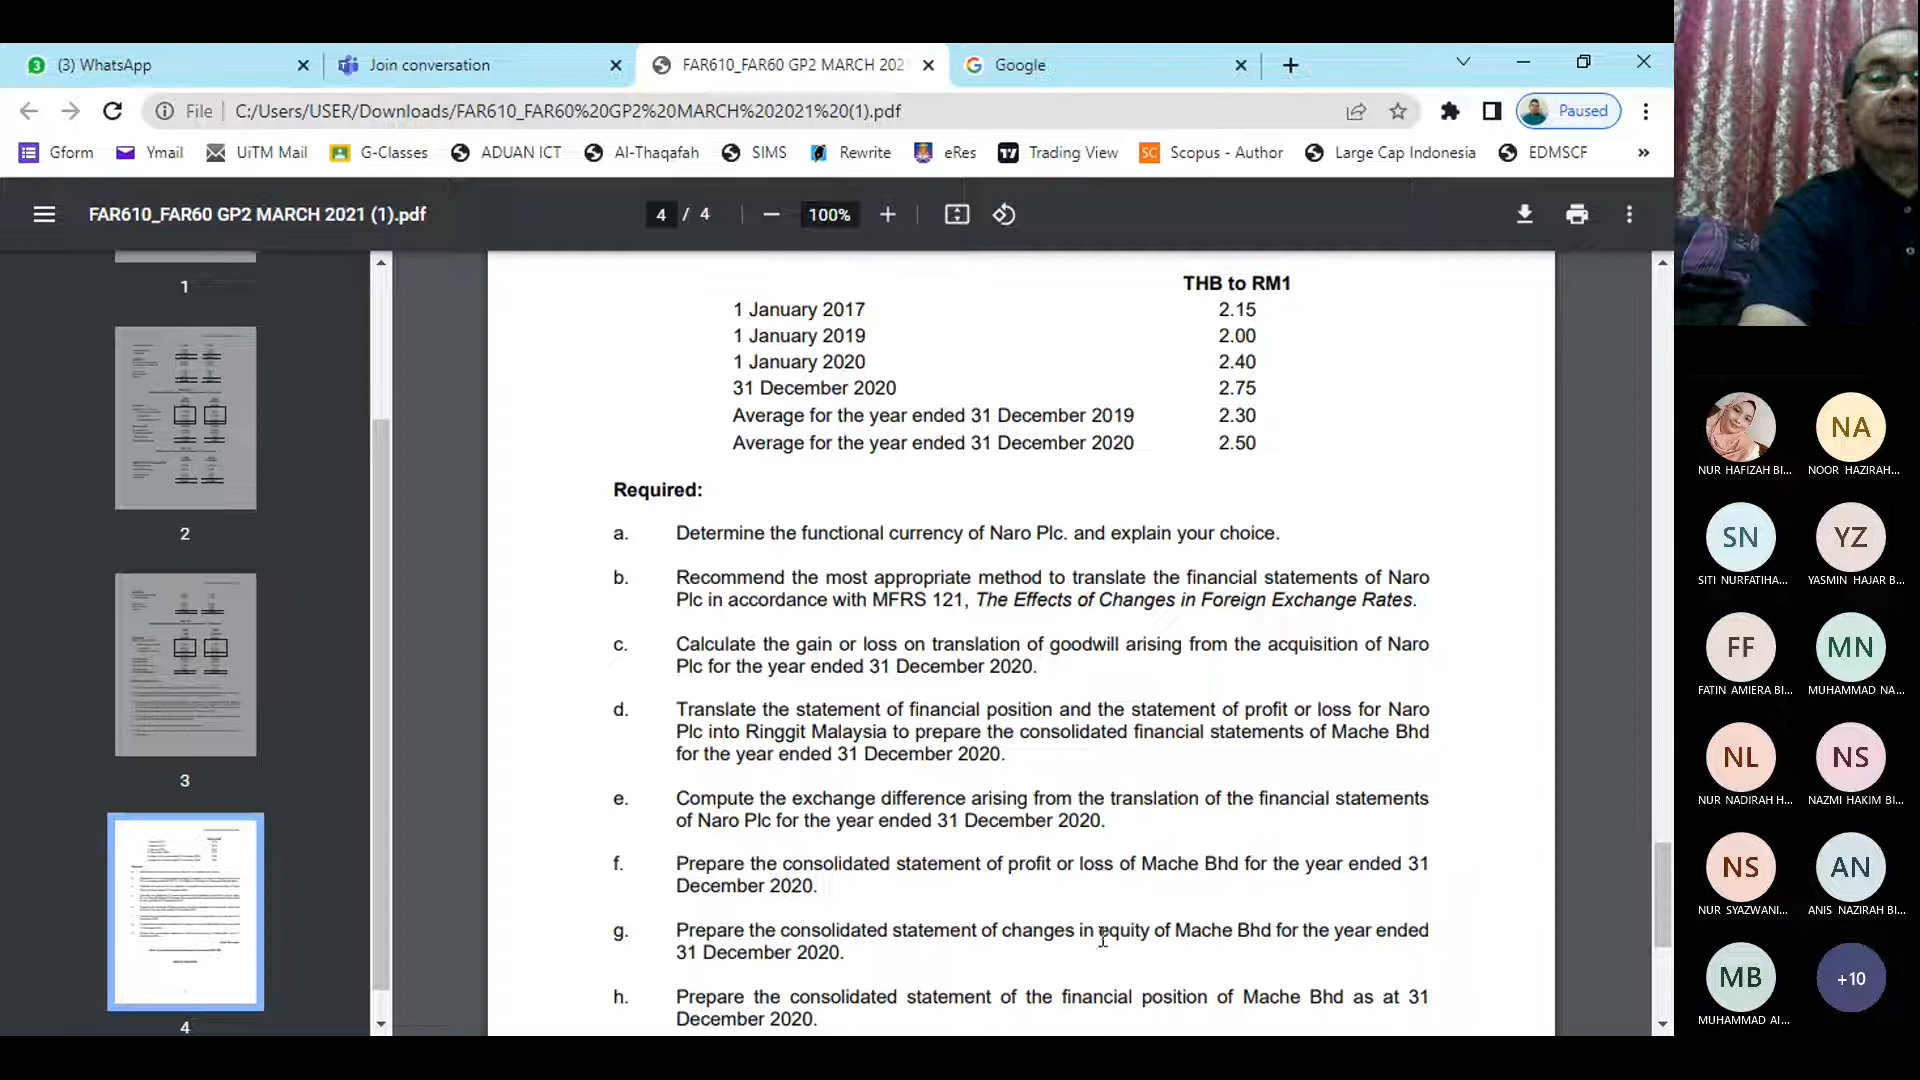 3
(3) WhatsApp
Join conversation
FAR610_FAR60 GP2 MARCH 202
Google
File
C:/Users/USER/Downloads/FAR610_FAR60%20GP2%20MARCH%202021%20(1).pdf
Paused
Gform
Ymail
UiTM Mail
G-Classes
ADUAN ICT
Al-Thaqafah
SIMS
Rewrite
eRes
Trading View
SC
Scopus - Author
Large Cap Indonesia
EDMSCF
»
FAR610_FAR60 GP2 MARCH 2021 (1).pdf
4 / 4
100%
1
2
3
4
THB to RM1
1 January 2017 2.15
1 January 2019 2.00
1 January 2020 2.40
31 December 2020 2.75
Average for the year ended 31 December 2019 2.30
Average for the year ended 31 December 2020 2.50
Required:
a. Determine the functional currency of Naro Plc. and explain your choice.
b. Recommend the most appropriate method to translate the financial statements of Naro
Plc in accordance with MFRS 121, The Effects of Changes in Foreign Exchange Rates.
c. Calculate the gain or loss on translation of goodwill arising from the acquisition of Naro
Plc for the year ended 31 December 2020.
d. Translate the statement of financial position and the statement of profit or loss for Naro
Plc into Ringgit Malaysia to prepare the consolidated financial statements of Mache Bhd
for the year ended 31 December 2020.
e. Compute the exchange difference arising from the translation of the financial statements
of Naro Plc for the year ended 31 December 2020.
f. Prepare the consolidated statement of profit or loss of Mache Bhd for the year ended 31
December 2020.
g. Prepare the consolidated statement of changes in equity of Mache Bhd for the year ended
31 December 2020.
h. Prepare the consolidated statement of the financial position of Mache Bhd as at 31
December 2020.
NA
NUR HAFIZAH BI...
NOOR HAZIRAH...
SN
YZ
SITI NURFATIHA...
YASMIN HAJAR B...
FF
MN
FATIN AMIERA BI...
MUHAMMAD NA...
NL
NS
NUR NADIRAH H...
NAZMI HAKIM BI...
NS
AN
NUR SYAZWANI...
ANIS NAZIRAH BI...
MB
+10
MUHAMMAD AI...